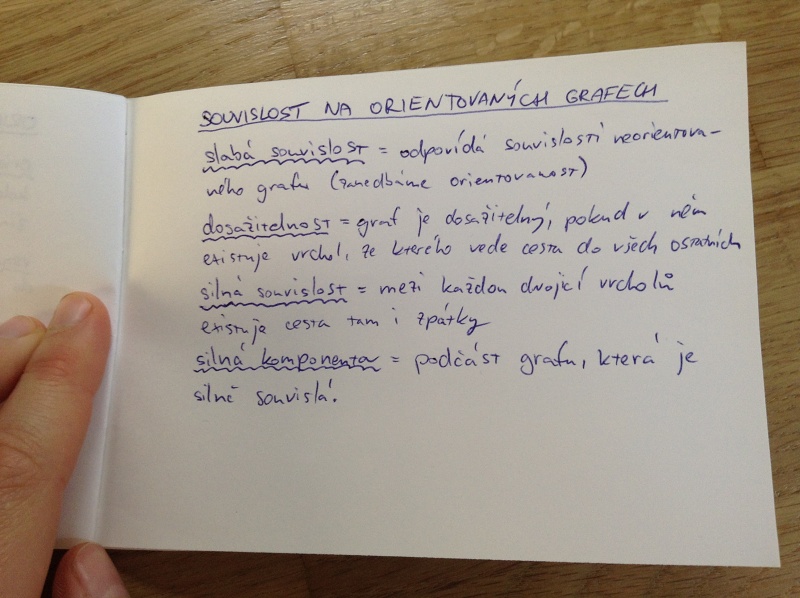 SOUVISLOST NA ORIENTOVANÝCH GRAFECH
slabá souvislost = odpovídá souvislosti neorientova-
ného grafu (zanedbáme orientovanost)
dosažitelnost = graf je dosažitelný, pokud v něm
existuje vrchol, ze kterého vede cesta do všech ostatních
silná souvislost = mezi každou dvojicí vrcholů
existuje cesta tam i zpátky
silná komponenta = podčást grafu, která je
silně souvislá.